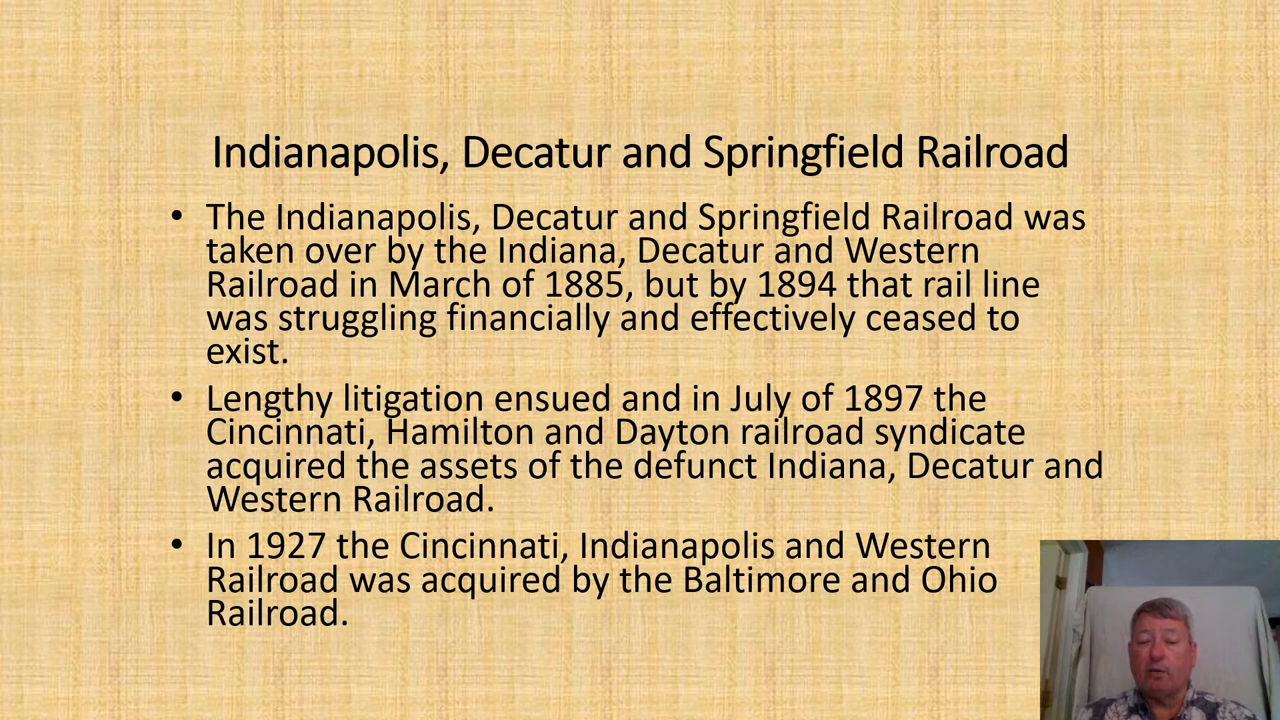 Indianapolis, Decatur and Springfield Railroad
• The Indianapolis, Decatur and Springfield Railroad was
taken over by the Indiana, Decatur and Western
Railroad in March of 1885, but by 1894 that rail line
was struggling financially and effectively ceased to
exist.
• Lengthy litigation ensued and in July of 1897 the
Cincinnati, Hamilton and Dayton railroad syndicate
acquired the assets of the defunct Indiana, Decatur and
Western Railroad.
• In 1927 the Cincinnati, Indianapolis and Western
Railroad was acquired by the Baltimore and Ohio
Railroad.